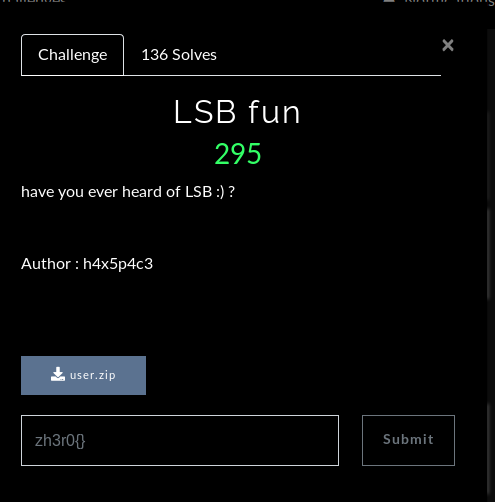 Challenge
136 Solves
×
LSB fun
295
have you ever heard of LSB :) ?
Author : h4x5p4c3
user.zip
zh3r0{}
Submit